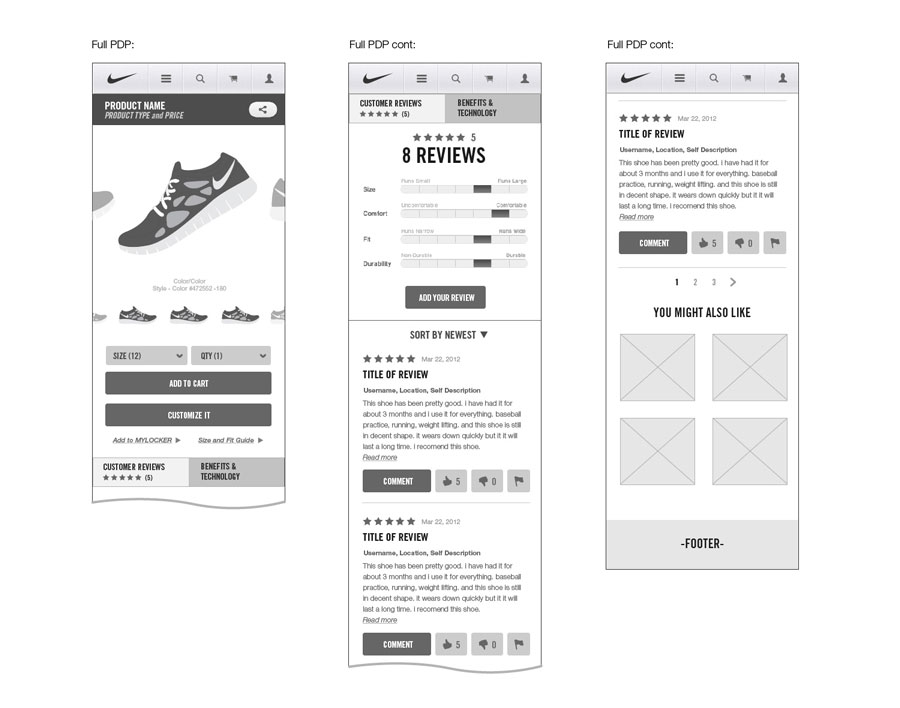 Full PDP:
PRODUCT NAME
PRODUCT TYPE and PRICE
Color/Color
Style - Color #472552 -190
SIZE (12)
QTY (1)
ADD TO CART
CUSTOMIZE IT
Add to MYLOCKER
Size and Fit Guide
CUSTOMER REVIEWS
(5)
BENEFITS &
TECHNOLOGY
Full PDP cont:
CUSTOMER REVIEWS
(5)
BENEFITS &
TECHNOLOGY
5
8 REVIEWS
Runs Small
Runs Large
Size
Uncomfortable
Comfortable
Comfort
Runs Narrow
Runs Wide
Fit
Non-Durable
Durable
Durability
ADD YOUR REVIEW
SORT BY NEWEST
Mar 22, 2012
TITLE OF REVIEW
Username, Location, Self Description
This shoe has been pretty good. i have had it for
about 3 months and i use it for everything. baseball
practice, running, weight lifting. and this shoe is still
in decent shape. it wears down quickly but it it will
last a long time. i recomend this shoe.
Read more
COMMENT
5
0
Mar 22, 2012
TITLE OF REVIEW
Username, Location, Self Description
This shoe has been pretty good. i have had it for
about 3 months and i use it for everything. baseball
practice, running, weight lifting. and this shoe is still
in decent shape. it wears down quickly but it it will
last a long time. i recomend this shoe.
Read more
COMMENT
5
0
Full PDP cont:
Mar 22, 2012
TITLE OF REVIEW
Username, Location, Self Description
This shoe has been pretty good. i have had it for
about 3 months and i use it for everything. baseball
practice, running, weight lifting. and this shoe is still
in decent shape. it wears down quickly but it it will
last a long time. i recomend this shoe.
Read more
COMMENT
5
0
1
2
3
YOU MIGHT ALSO LIKE
-FOOTER-